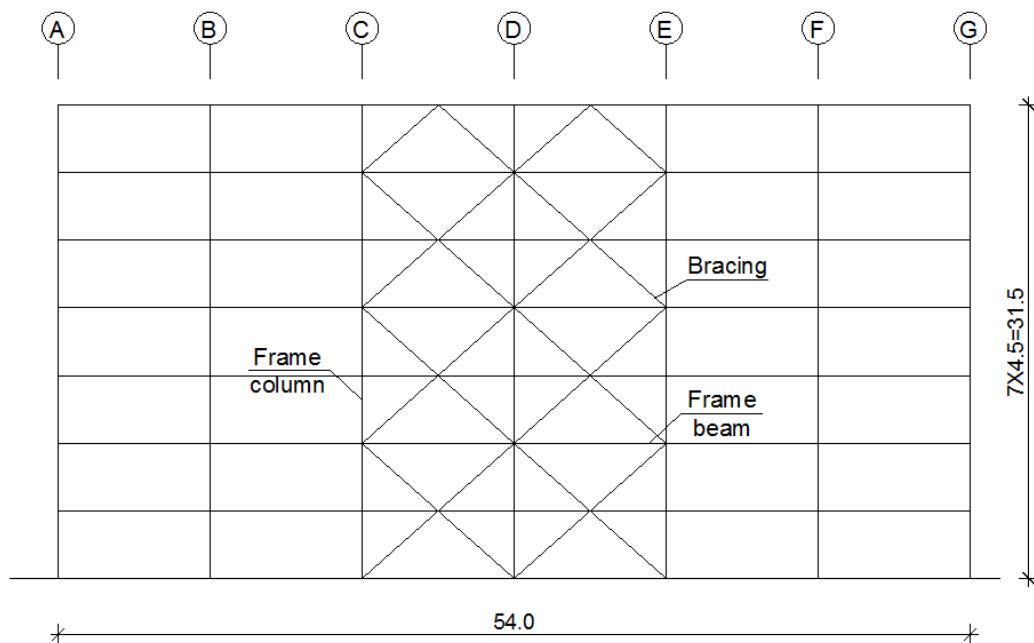 A
B
C
D
E
F
G
Bracing
Frame
column
Frame
beam
7X4.5=31.5
54.0